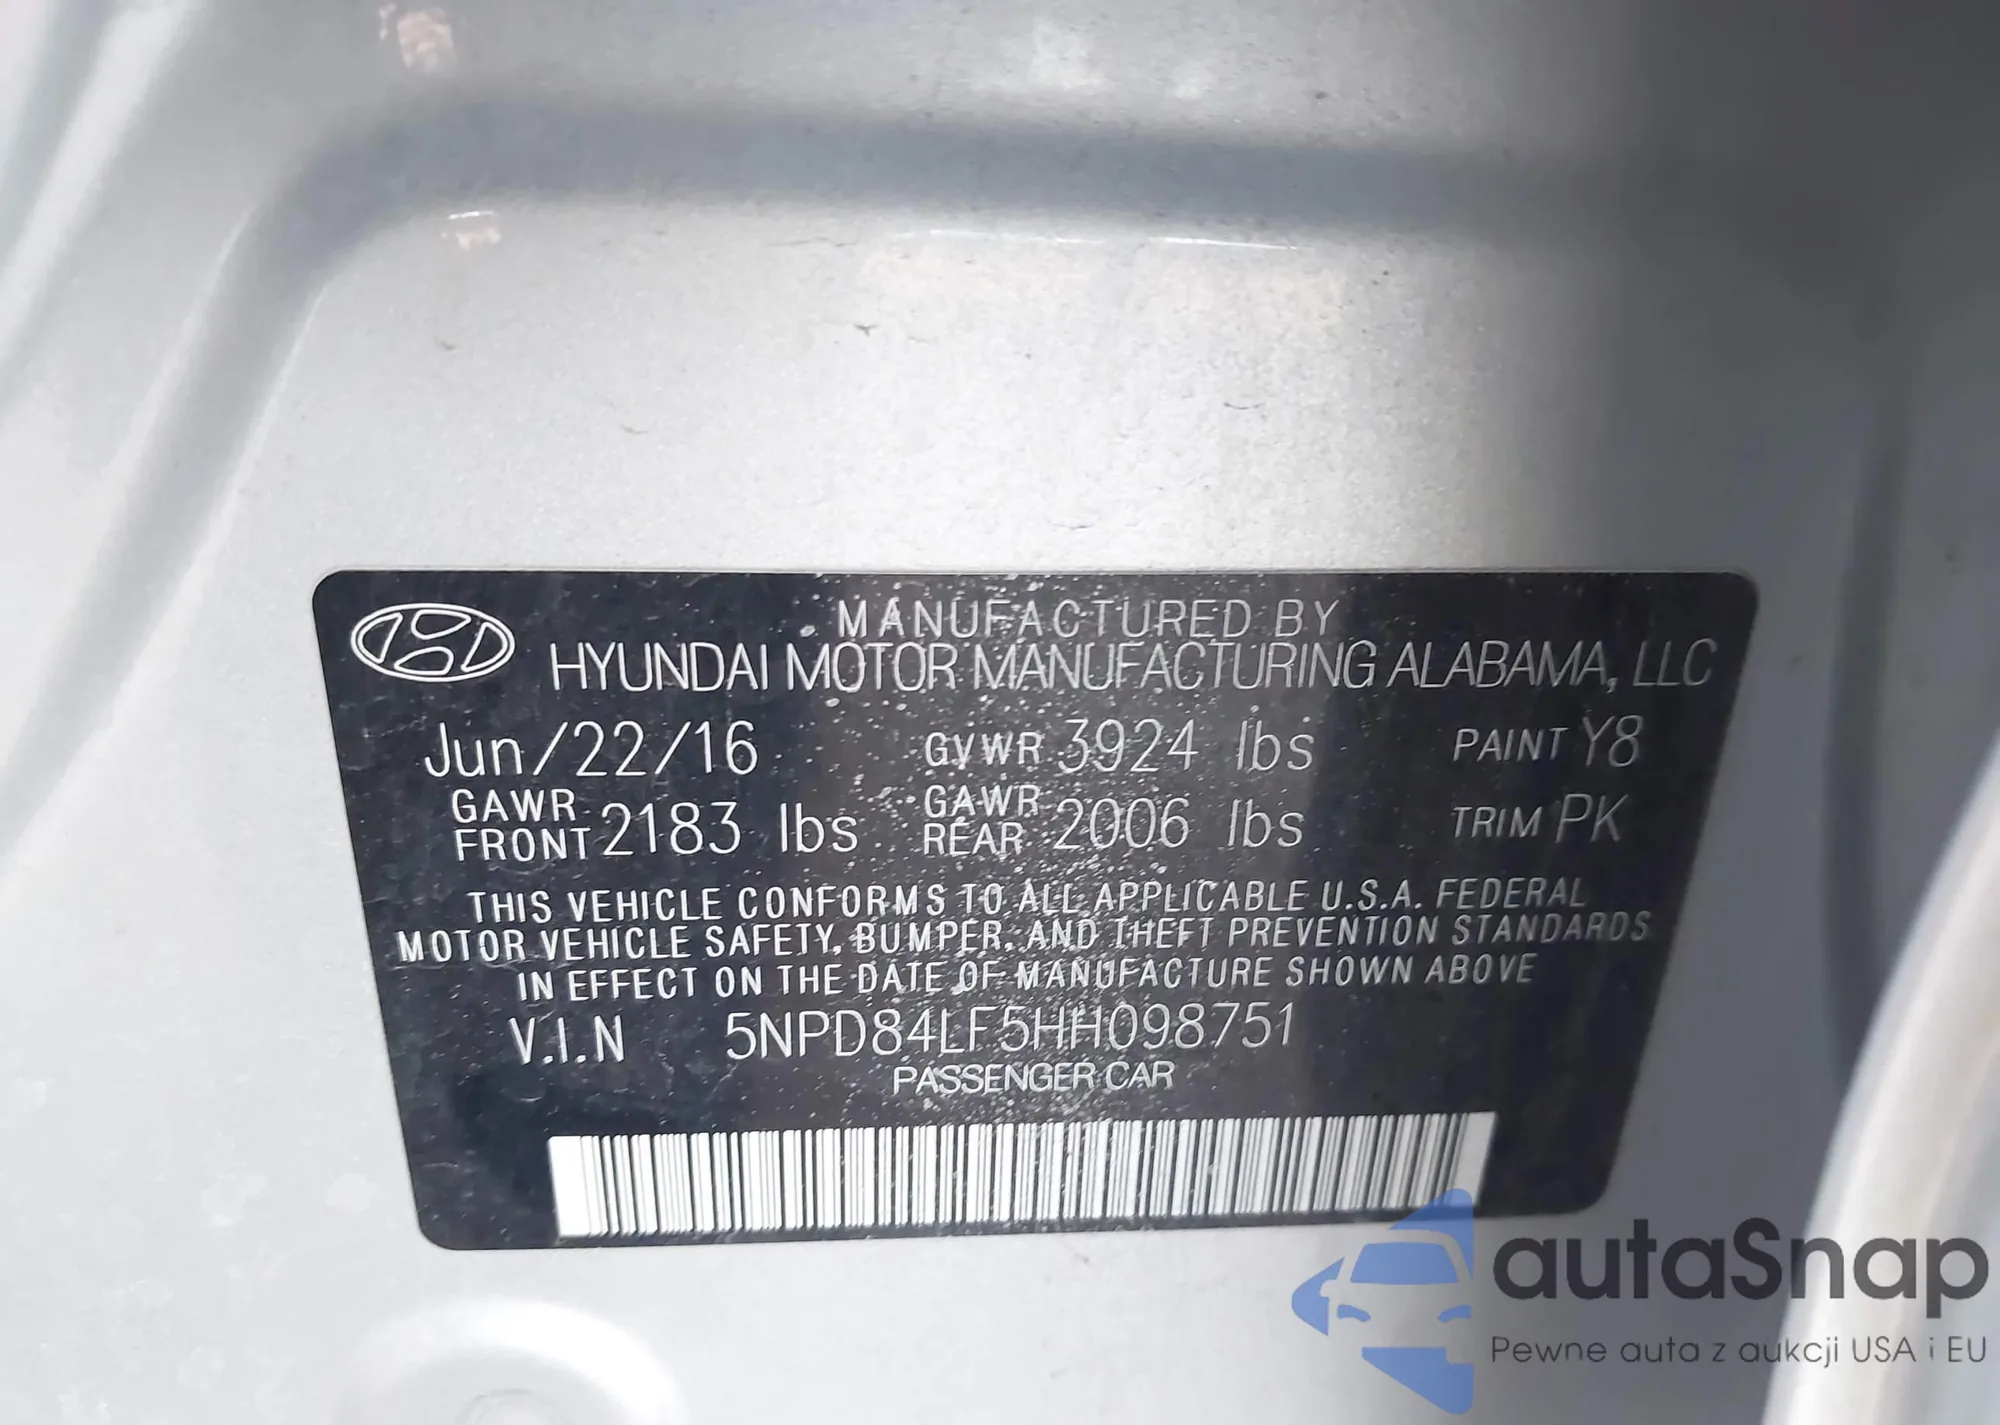 MANUFACTURED BY
HYUNDAI MOTOR MANUFACTURING ALABAMA, LLC
Jun/22/16 GVWR 3924 lbs PAINT Y8
GAWR FRONT 2183 lbs GAWR REAR 2006 lbs TRIM PK
THIS VEHICLE CONFORMS TO ALL APPLICABLE U.S.A. FEDERAL
MOTOR VEHICLE SAFETY, BUMPER, AND THEFT PREVENTION STANDARDS
IN EFFECT ON THE DATE OF MANUFACTURE SHOWN ABOVE
V.I.N 5NPD84LF5HH098751
PASSENGER CAR
autaSnap
Pewne auta z aukcji USA i EU